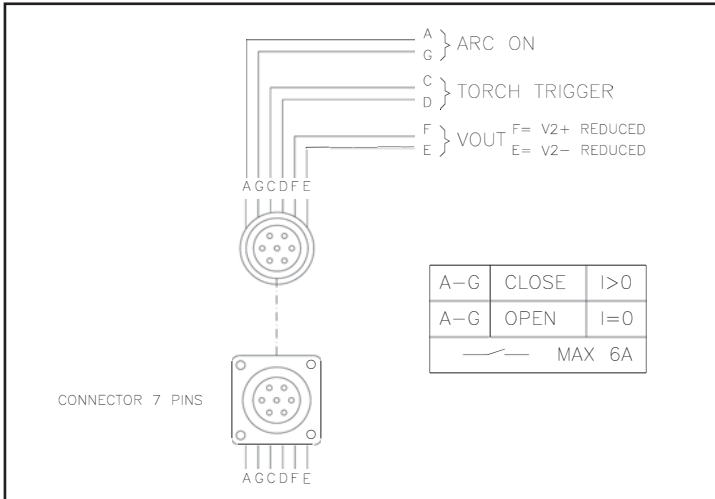 A
G
ARC ON
C
D
TORCH TRIGGER
F
E
VOUT
F= V2+ REDUCED
E= V2- REDUCED
AGCDFE
A-G CLOSE I>0
A-G OPEN I=0
MAX 6A
CONNECTOR 7 PINS
AGCDFE